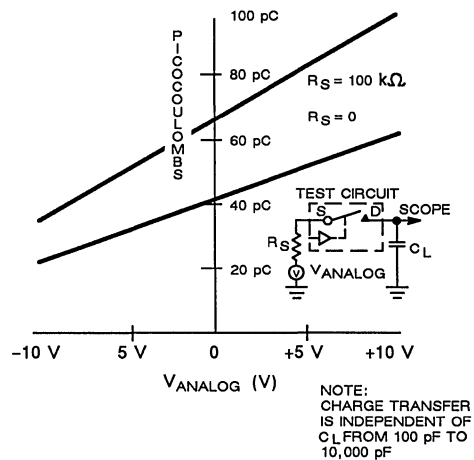 100 pC
PICOCOULOMBS
80 pC
RS = 100 kΩ
RS = 0
60 pC
TEST CIRCUIT
40 pC
S
D
SCOPE
RS
CL
V
VANALOG
20 pC
−10 V
5 V
0
+5 V
+10 V
VANALOG (V)
NOTE:
CHARGE TRANSFER
IS INDEPENDENT OF
CL FROM 100 pF TO
10,000 pF